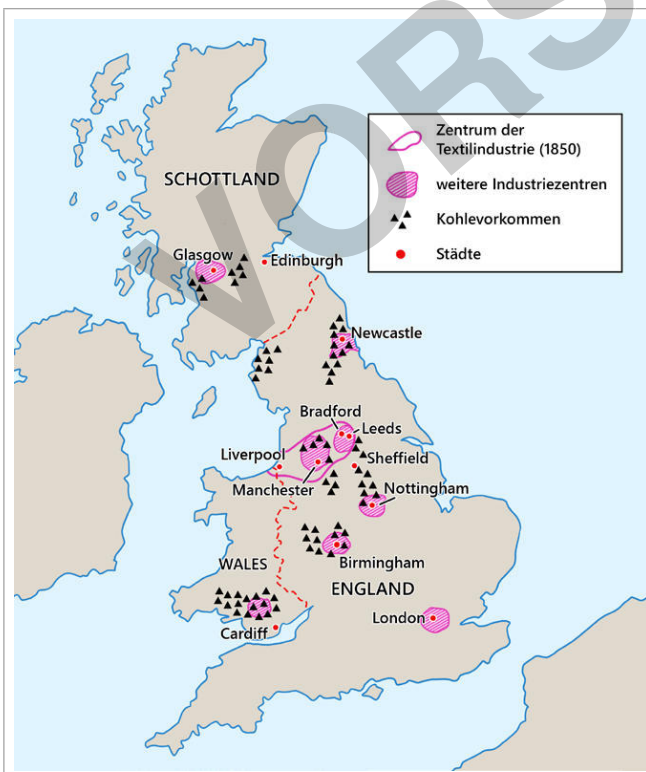 VORS
Zentrum der
Textilindustrie (1850)
weitere Industriezentren
Kohlevorkommen
Städte
SCHOTTLAND
Glasgow
Edinburgh
Newcastle
Bradford
Leeds
Liverpool
Sheffield
Manchester
Nottingham
Birmingham
WALES
ENGLAND
London
Cardiff